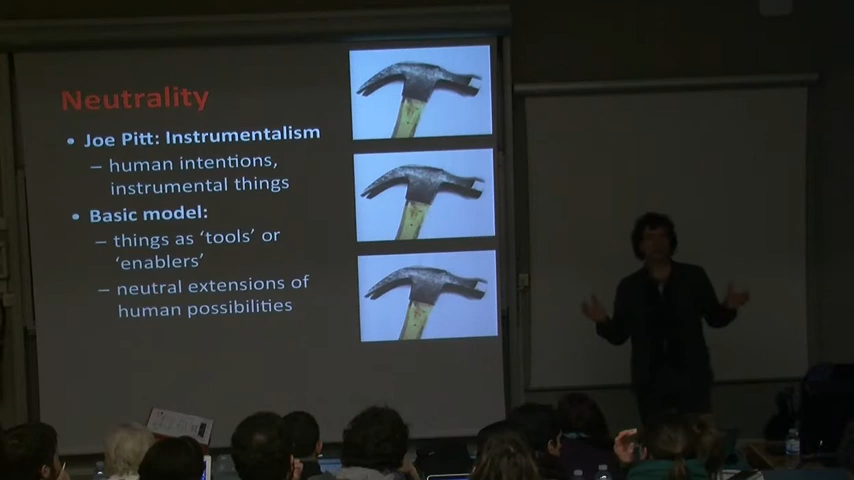 Neutrality
• Joe Pitt: Instrumentalism
– human intentions,
instrumental things
• Basic model:
– things as ‘tools’ or
‘enablers’
– neutral extensions of
human possibilities